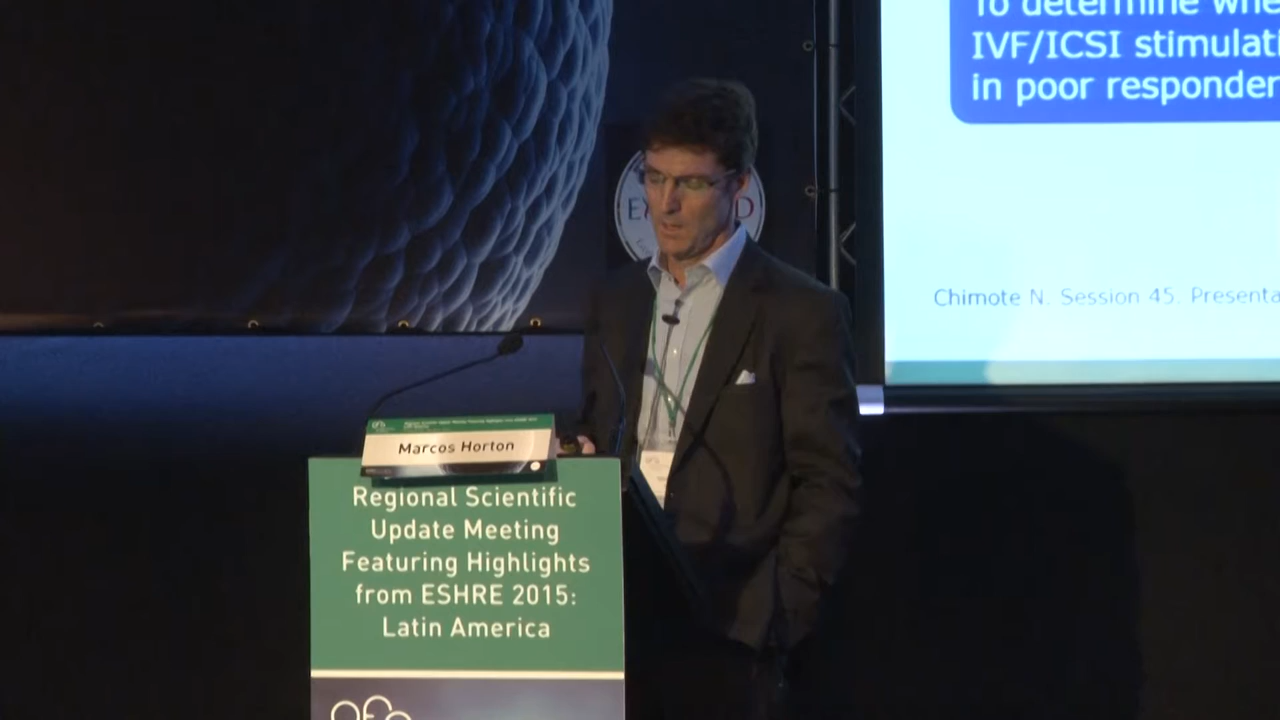 To determine whe
IVF/ICSI stimulati
in poor responder
Chimote N. Session 45. Presenta
Marcos Horton
Regional Scientific
Update Meeting
Featuring Highlights
from ESHRE 2015:
Latin America